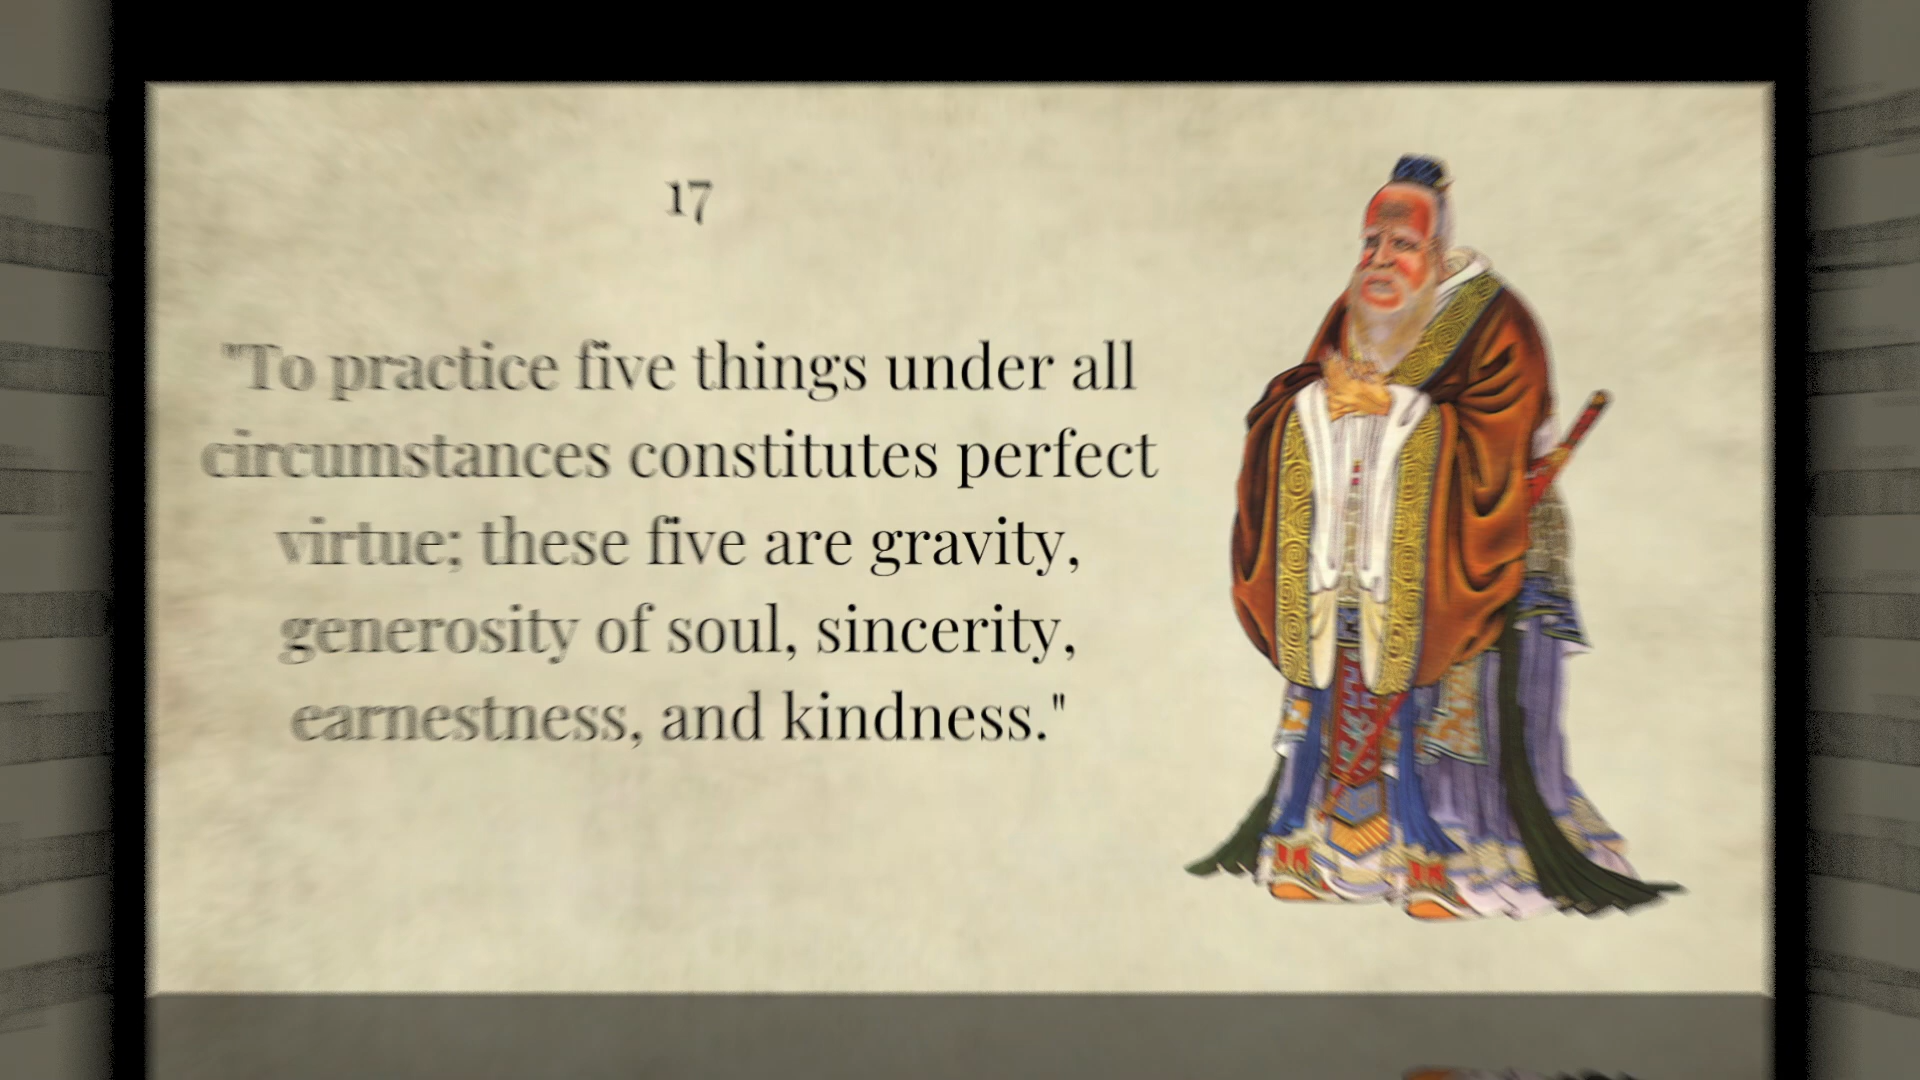 17
"To practice five things under all
circumstances constitutes perfect
virtue; these five are gravity,
generosity of soul, sincerity,
earnestness, and kindness."